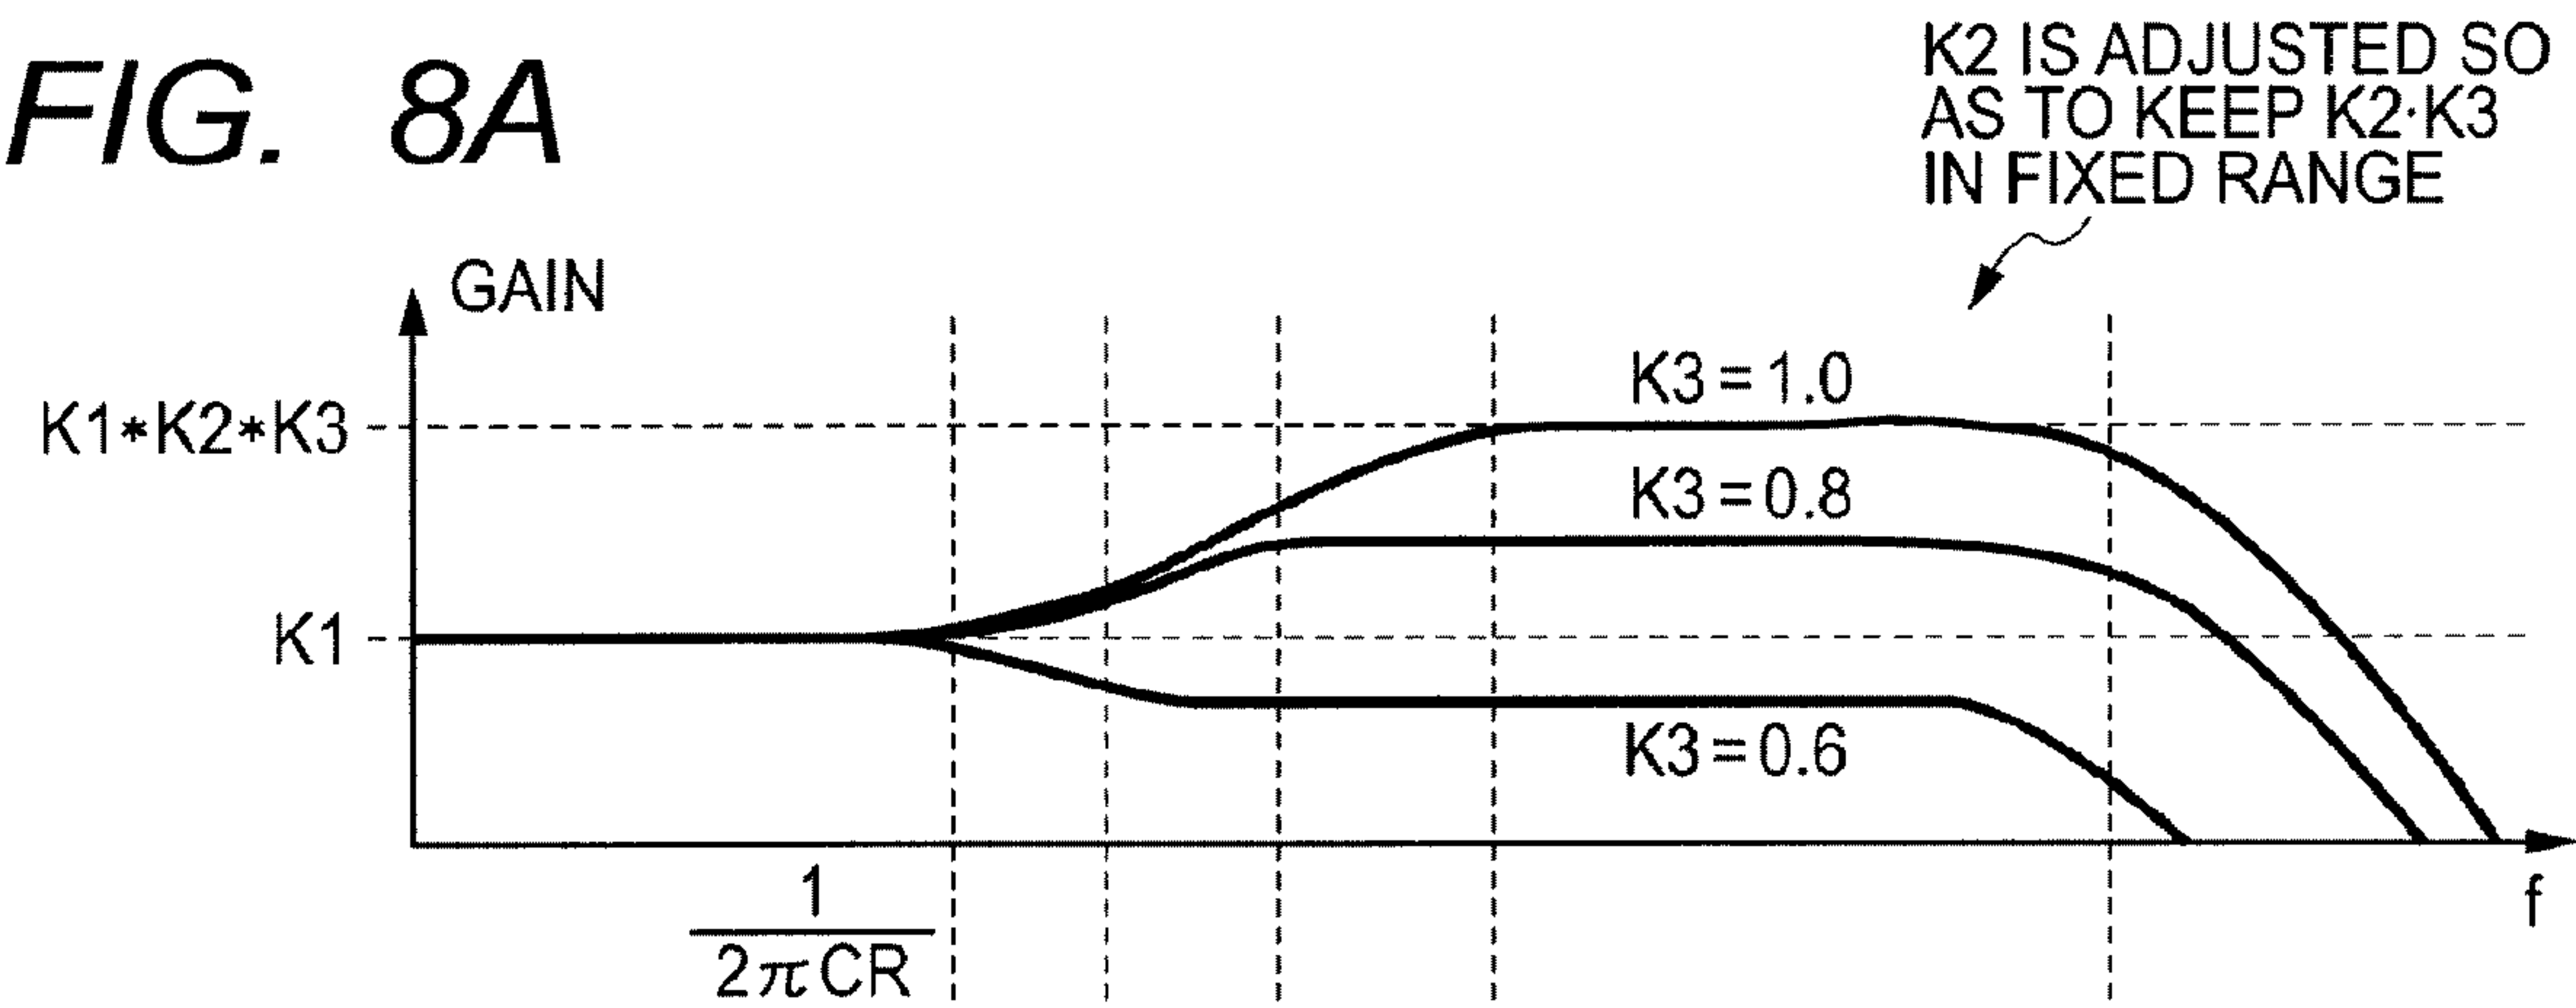 FIG. 8A
K2 IS ADJUSTED SO
AS TO KEEP K2·K3
IN FIXED RANGE
GAIN
K1*K2*K3
K3=1.0
K3=0.8
K1
K3=0.6
f
1
2πCR